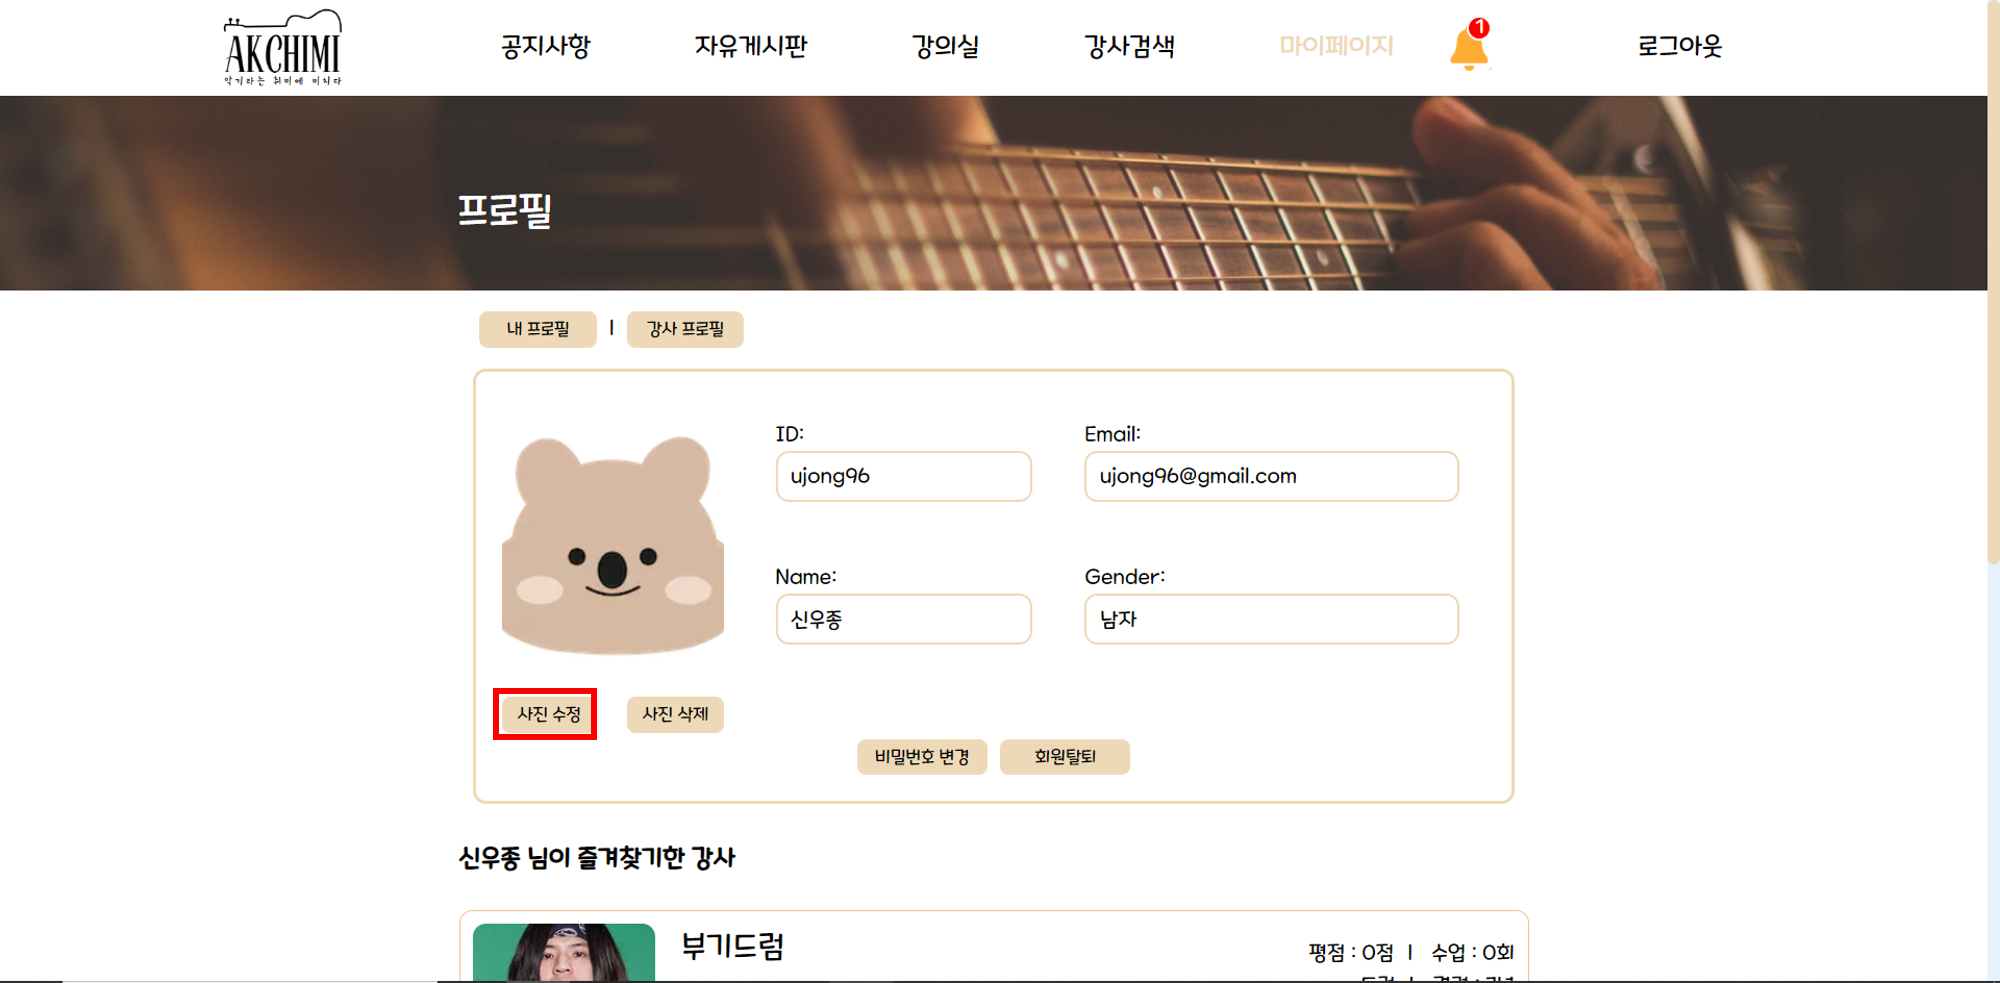 AKCHIMI
악기라는 취미에 미치다
공지사항 자유게시판 강의실 강사검색 마이페이지 1 로그아웃
프로필
내 프로필 | 강사 프로필
ID: Email:
ujong96 ujong96@gmail.com
Name: Gender:
신우종 남자
사진 수정 사진 삭제
비밀번호 변경 회원탈퇴
신우종 님이 즐겨찾기한 강사
부기드럼 평점 : 0점 | 수업 : 0회